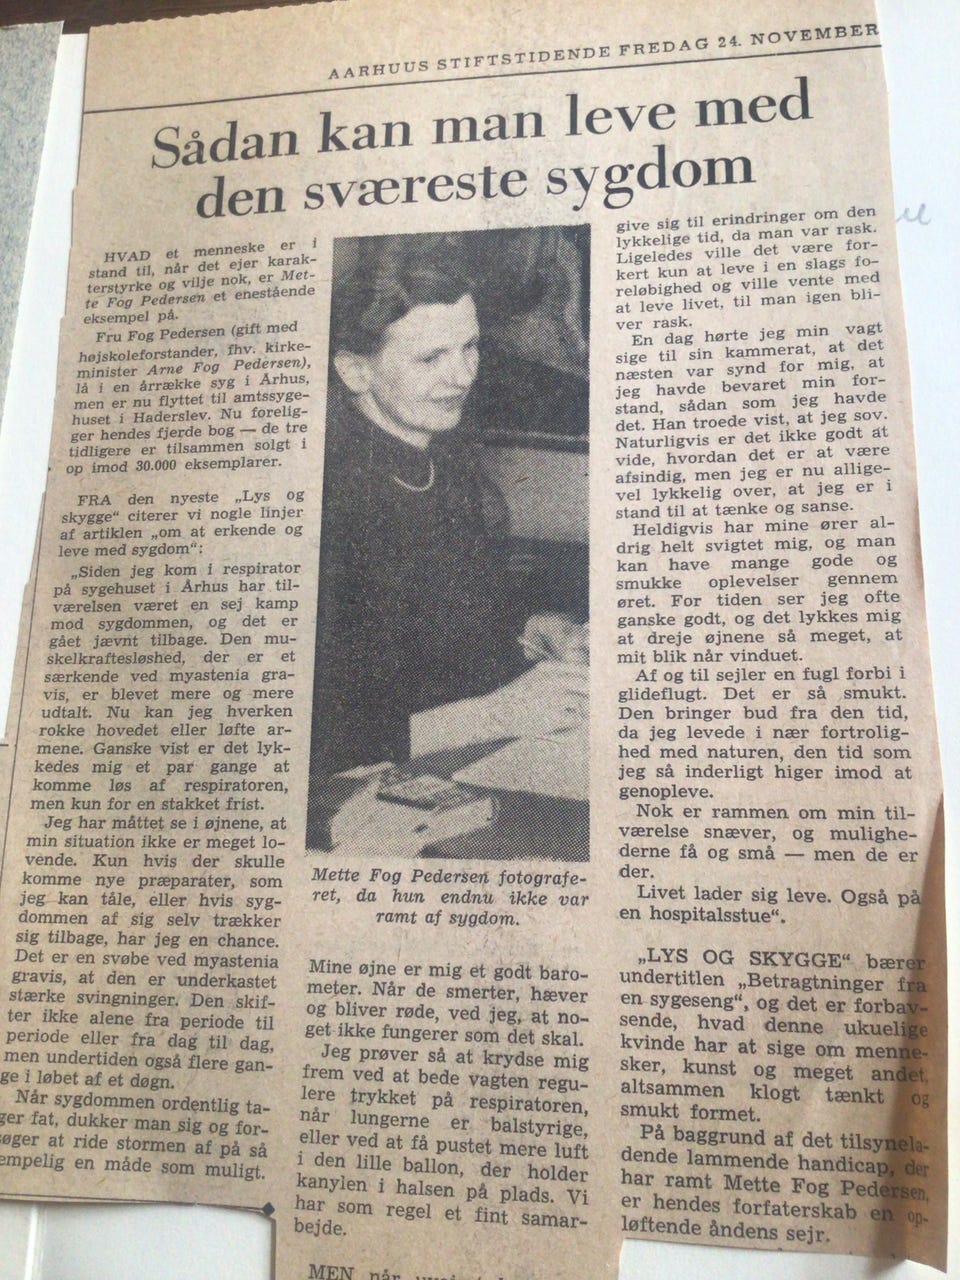 AARHUUS STIFTSTIDENDE FREDAG 24. NOVEMBER
Sådan kan man leve med
den sværeste sygdom
HVAD et menneske er i
stand til, når det ejer karak-
terstyrke og vilje nok, er Met-
te Fog Pedersen et enestående
eksempel på.
Fru Fog Pedersen (gift med
højskoleforstander, fhv. kirke-
minister Arne Fog Pedersen),
lå i en årrække syg i Århus,
men er nu flyttet til amtssyge-
huset i Haderslev. Nu forelig-
ger hendes fjerde bog — de tre
tidligere er tilsammen solgt i
op imod 30.000 eksemplarer.
FRA den nyeste „Lys og
skygge“ citerer vi nogle linjer
af artiklen „om at erkende og
leve med sygdom“:
„Siden jeg kom i respirator
på sygehuset i Århus har til-
værelsen været en sej kamp
mod sygdommen, og det er
gået jævnt tilbage. Den mu-
skelkraftesløshed, der er et
særkende ved myastenia gra-
vis, er blevet mere og mere
udtalt. Nu kan jeg hverken
rokke hovedet eller løfte ar-
mene. Ganske vist er det lyk-
kedes mig et par gange at
komme løs af respiratoren,
men kun for en stakket frist.
Jeg har måttet se i øjnene, at
min situation ikke er meget lo-
vende. Kun hvis der skulle
komme nye præparater, som
jeg kan tåle, eller hvis syg-
dommen af sig selv trækker
sig tilbage, har jeg en chance.
Det er en svøbe ved myastenia
gravis, at den er underkastet
stærke svingninger. Den skif-
ter ikke alene fra periode til
periode eller fra dag til dag,
men undertiden også flere gan-
ge i løbet af et døgn.
Når sygdommen ordentlig ta-
ger fat, dukker man sig og for-
søger at ride stormen af på så
empelig en måde som muligt.
Mette Fog Pedersen fotografe-
ret, da hun endnu ikke var
ramt af sygdom.
Mine øjne er mig et godt baro-
meter. Når de smerter, hæver
og bliver røde, ved jeg, at no-
get ikke fungerer som det skal.
Jeg prøver så at krydse mig
frem ved at bede vagten regu-
lere trykket på respiratoren,
når lungerne er balstyrige,
eller ved at få pustet mere luft
i den lille ballon, der holder
kanylen i halsen på plads. Vi
har som regel et fint samar-
bejde.
MEN når
give sig til erindringer om den
lykkelige tid, da man var rask.
Ligeledes ville det være for-
kert kun at leve i en slags fo-
reløbighed og ville vente med
at leve livet, til man igen bli-
ver rask.
En dag hørte jeg min vagt
sige til sin kammerat, at det
næsten var synd for mig, at
jeg havde bevaret min for-
stand, sådan som jeg havde
det. Han troede vist, at jeg sov.
Naturligvis er det ikke godt at
vide, hvordan det er at være
afsindig, men jeg er nu allige-
vel lykkelig over, at jeg er i
stand til at tænke og sanse.
Heldigvis har mine ører al-
drig helt svigtet mig, og man
kan have mange gode og
smukke oplevelser gennem
øret. For tiden ser jeg ofte
ganske godt, og det lykkes mig
at dreje øjnene så meget, at
mit blik når vinduet.
Af og til sejler en fugl forbi i
glideflugt. Det er så smukt.
Den bringer bud fra den tid,
da jeg levede i nær fortrolig-
hed med naturen, den tid som
jeg så inderligt higer imod at
genopleve.
Nok er rammen om min til-
værelse snæver, og mulighe-
derne få og små — men de er
der.
Livet lader sig leve. Også på
en hospitalsstue“.
„LYS OG SKYGGE“ bærer
undertitlen „Betragtninger fra
en sygeseng“, og det er forbav-
sende, hvad denne ukuelige
kvinde har at sige om menne-
sker, kunst og meget andet,
altsammen klogt tænkt og
smukt formet.
På baggrund af det tilsynela-
dende lammende handicap, der
har ramt Mette Fog Pedersen,
er hendes forfaterskab en op-
løftende åndens sejr.